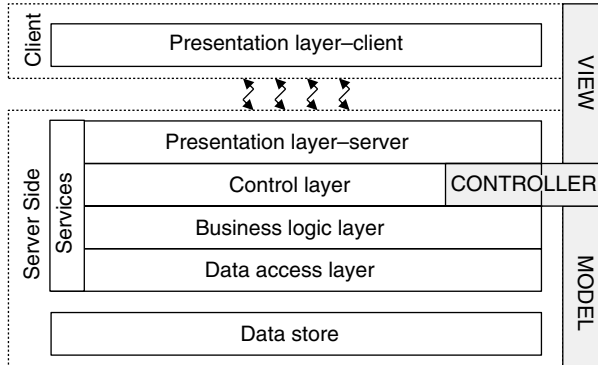 Client
Presentation layer–client
VIEW
Server Side
Services
Presentation layer–server
Control layer
CONTROLLER
Business logic layer
Data access layer
MODEL
Data store